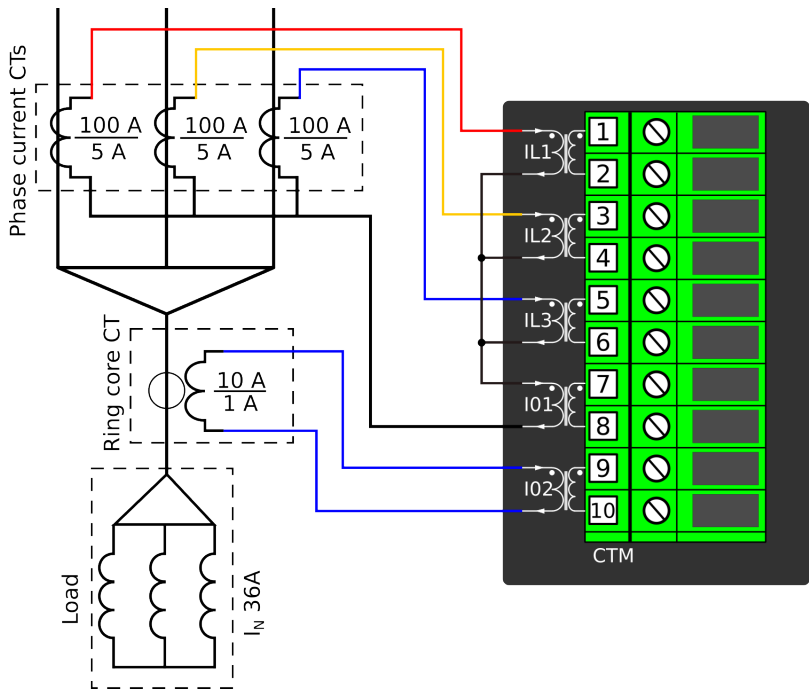 Phase current CTs
100 A
5 A
100 A
5 A
100 A
5 A
IL1
1
2
IL2
3
4
IL3
5
6
I01
7
8
I02
9
10
CTM
Ring core CT
10 A
1 A
Load
IN 36A